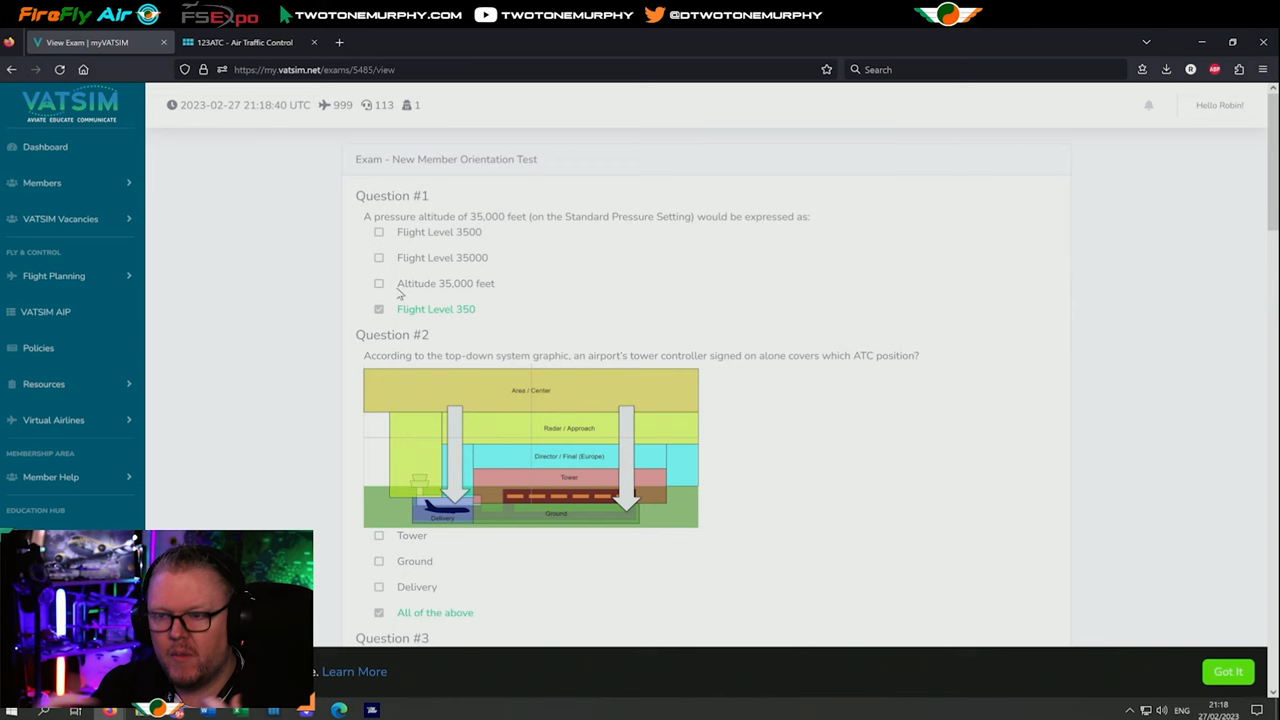 FireFly Air FSExpo TWOTONEMURPHY.COM TWOTONEMURPHY @DTWOTONEMURPHY
View Exam | myVATSIM 123ATC - Air Traffic Control
https://my.vatsim.net/exams/5485/view Search
VATSIM
AVIATE EDUCATE COMMUNICATE
2023-02-27 21:18:40 UTC 999 113 1 Hello Robin!
Dashboard
Members
VATSIM Vacancies
FLY & CONTROL
Flight Planning
VATSIM AIP
Policies
Resources
Virtual Airlines
MEMBERSHIP AREA
Member Help
EDUCATION HUB
Exam - New Member Orientation Test
Question #1
A pressure altitude of 35,000 feet (on the Standard Pressure Setting) would be expressed as:
Flight Level 3500
Flight Level 35000
Altitude 35,000 feet
Flight Level 350
Question #2
According to the top-down system graphic, an airport's tower controller signed on alone covers which ATC position?
Area / Center
Radar / Approach
Director / Final (Europe)
Tower
Delivery
Ground
Tower
Ground
Delivery
All of the above
Question #3
Learn More Got It
ENG 21:18
27/02/2023